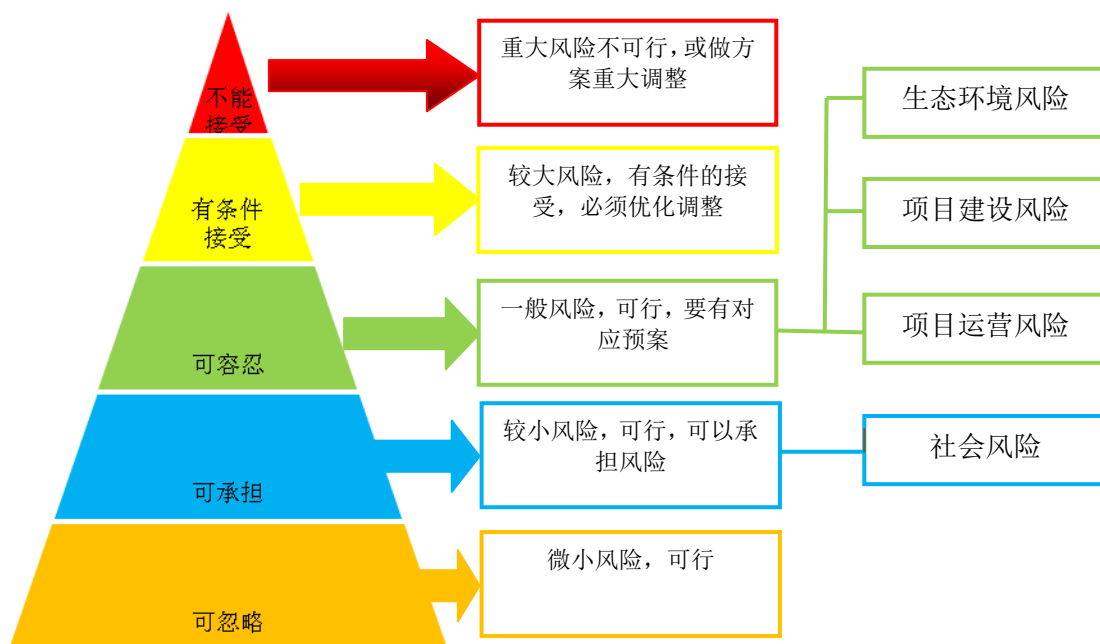 不能
接受
重大风险不可行，或做方
案重大调整
生态环境风险
有条件
接受
较大风险，有条件的接
受，必须优化调整
项目建设风险
可容忍
一般风险，可行，要有对
应预案
项目运营风险
可承担
较小风险，可行，可以承
担风险
社会风险
可忽略
微小风险，可行